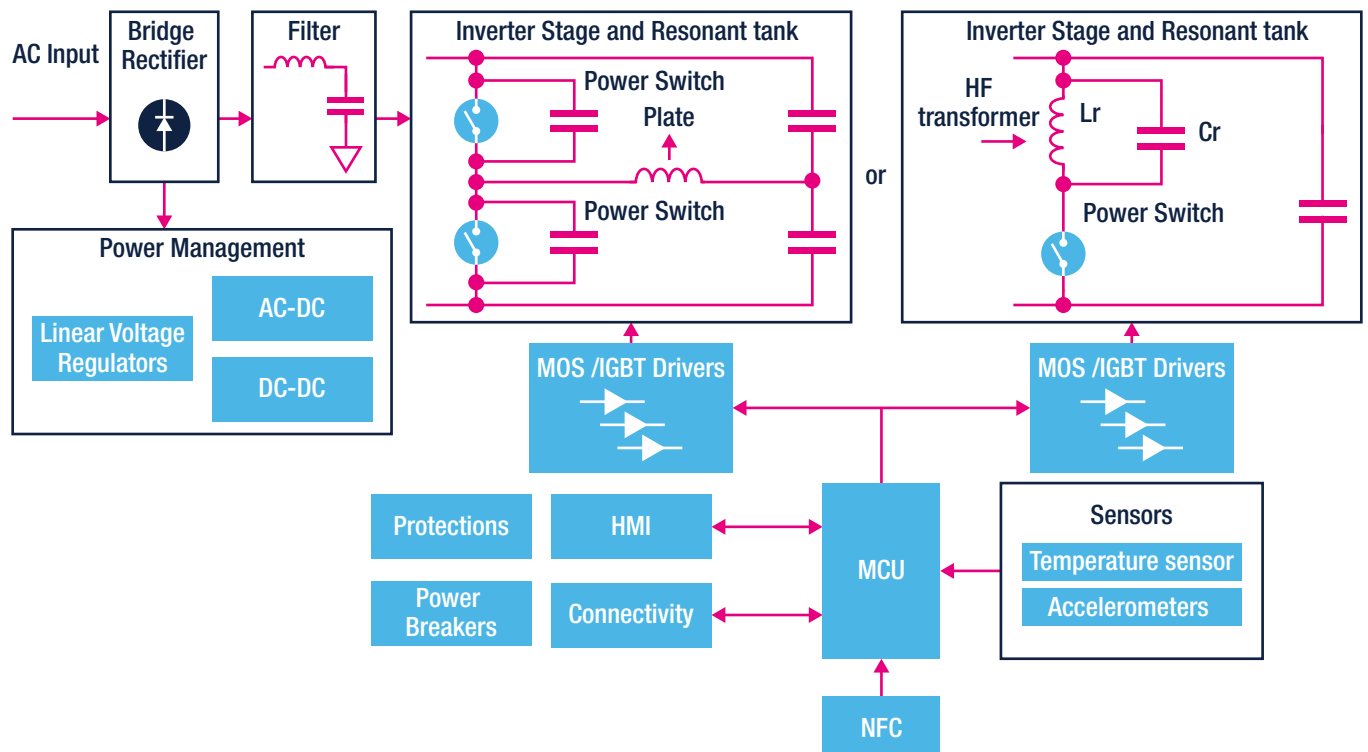 AC Input
Bridge
Rectifier
Filter
Inverter Stage and Resonant tank
Power Switch
Plate
Power Switch
or
Inverter Stage and Resonant tank
HF
transformer
Lr
Cr
Power Switch
Power Management
Linear Voltage
Regulators
AC-DC
DC-DC
MOS /IGBT Drivers
MOS /IGBT Drivers
Protections
HMI
MCU
Sensors
Temperature sensor
Accelerometers
Power
Breakers
Connectivity
NFC